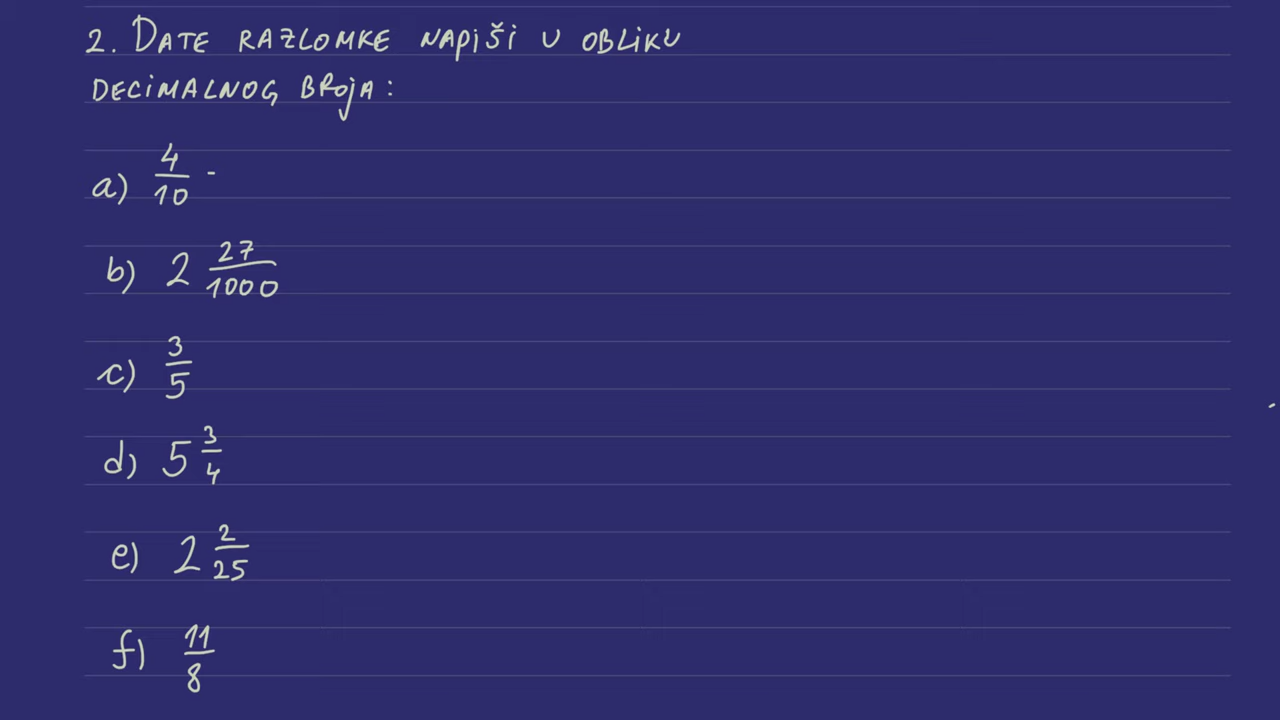 2. DATE RAZLOMKE NAPIŠI U OBLIKU
DECIMALNOG BROJA:
a) 4/10 -
b) 2 27/1000
c) 3/5
d) 5 3/4
e) 2 2/25
f) 11/8